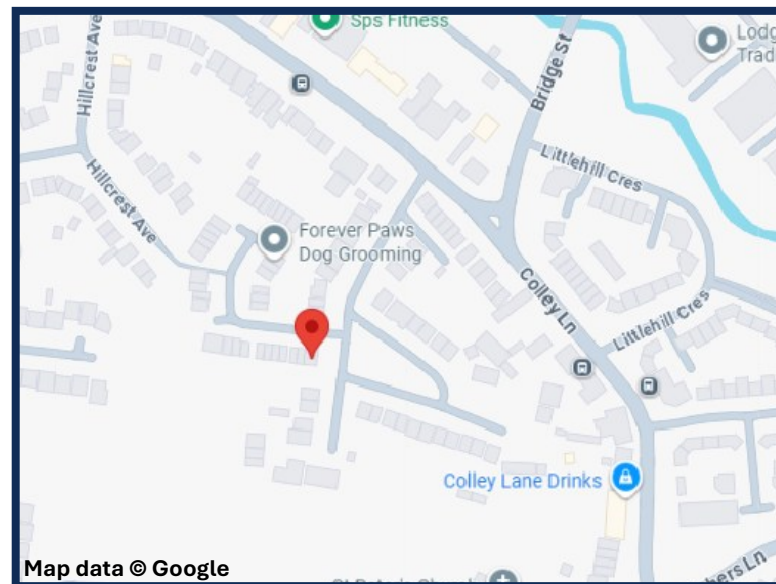 Sps Fitness
Hillcrest Ave
Bridge St
Lodg
Trad
Littlehill Cres
Hillcrest Ave
Forever Paws
Dog Grooming
Colley Ln
Littlehill Cres
Colley Lane Drinks
Map data © Google
hers Ln